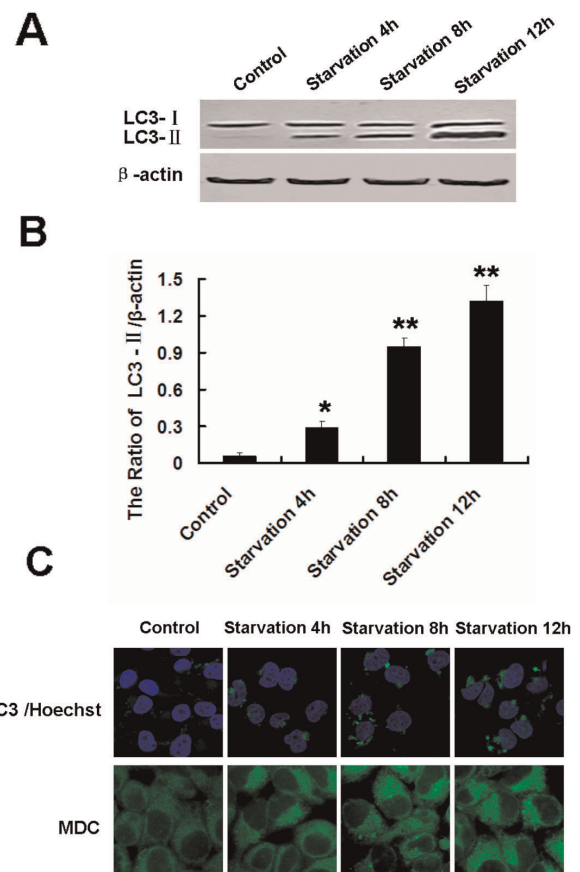 A
Control Starvation 4h Starvation 8h Starvation 12h
LC3-Ⅰ
LC3-Ⅱ
β-actin
B
The Ratio of LC3-Ⅱ/β-actin
1.5
1.2
0.9
0.6
0.3
0
*
**
**
Control Starvation 4h Starvation 8h Starvation 12h
C
Control Starvation 4h Starvation 8h Starvation 12h
C3 /Hoechst
MDC